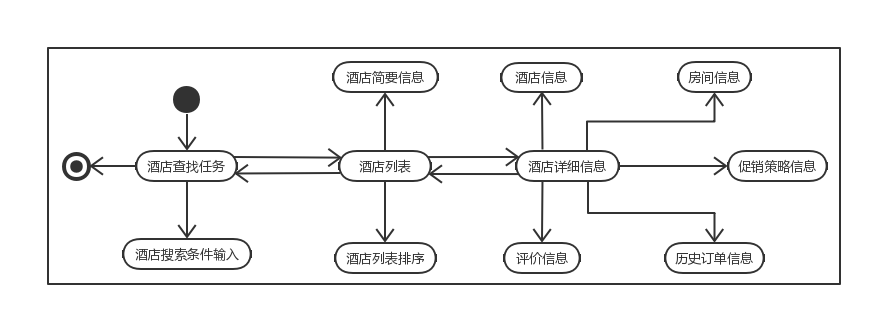 酒店简要信息
酒店信息
房间信息
酒店查找任务
酒店列表
酒店详细信息
促销策略信息
酒店搜索条件输入
酒店列表排序
评价信息
历史订单信息